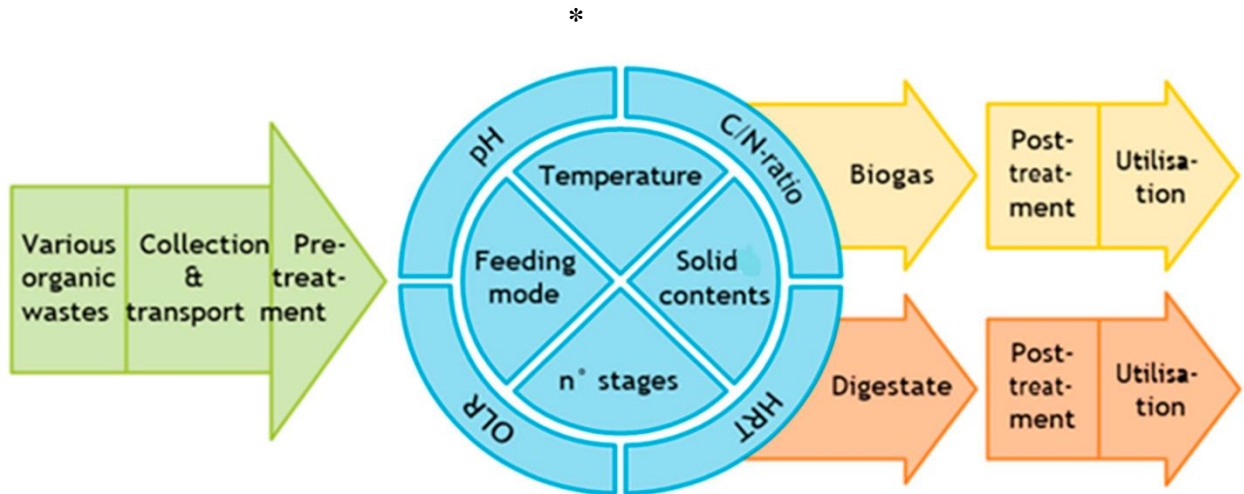 *
Various
organic
wastes
Collection
&
transport
Pre-
treat-
ment
pH
C/N-ratio
Temperature
Feeding
mode
Solid
contents
n° stages
OLR
HRT
Biogas
Post-
treat-
ment
Utilisa-
tion
Digestate
Post-
treat-
ment
Utilisa-
tion